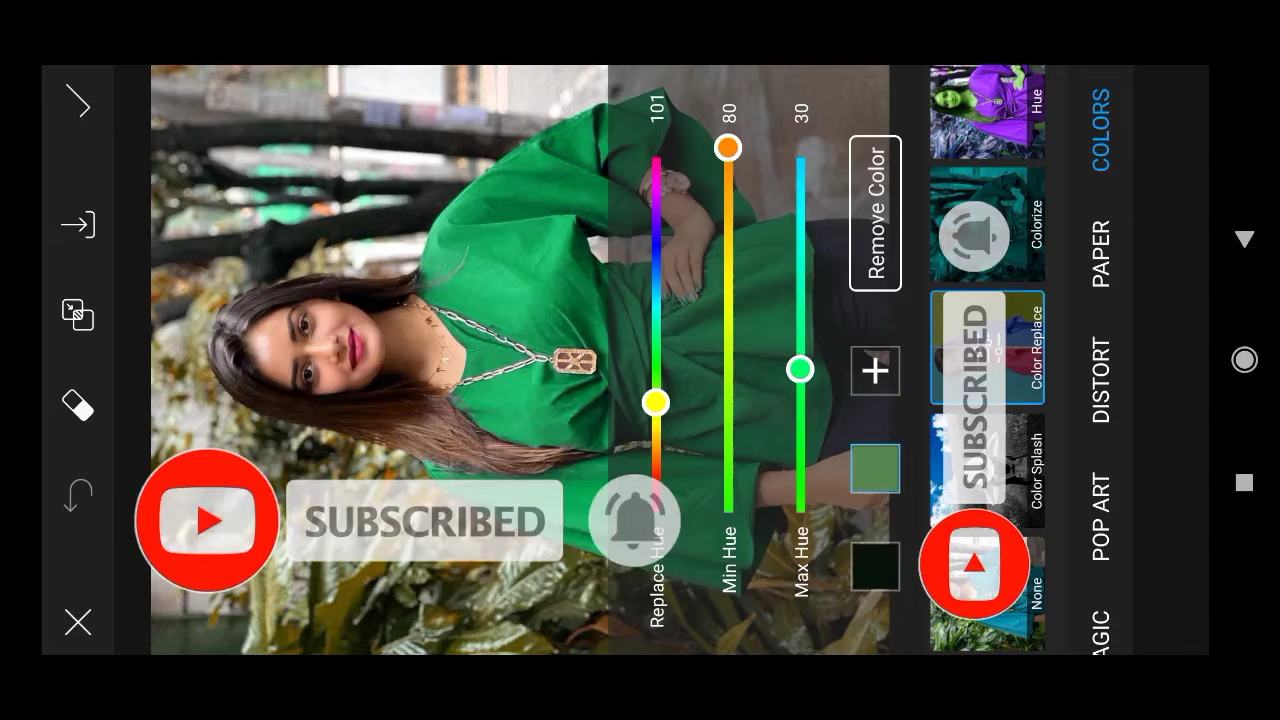 Replace Hue 101
Min Hue 80
Max Hue 30
Remove Color
None
Color Splash
Color Replace
Colorize
Hue
AGIC POP ART DISTORT PAPER COLORS
SUBSCRIBED
SUBSCRIBED